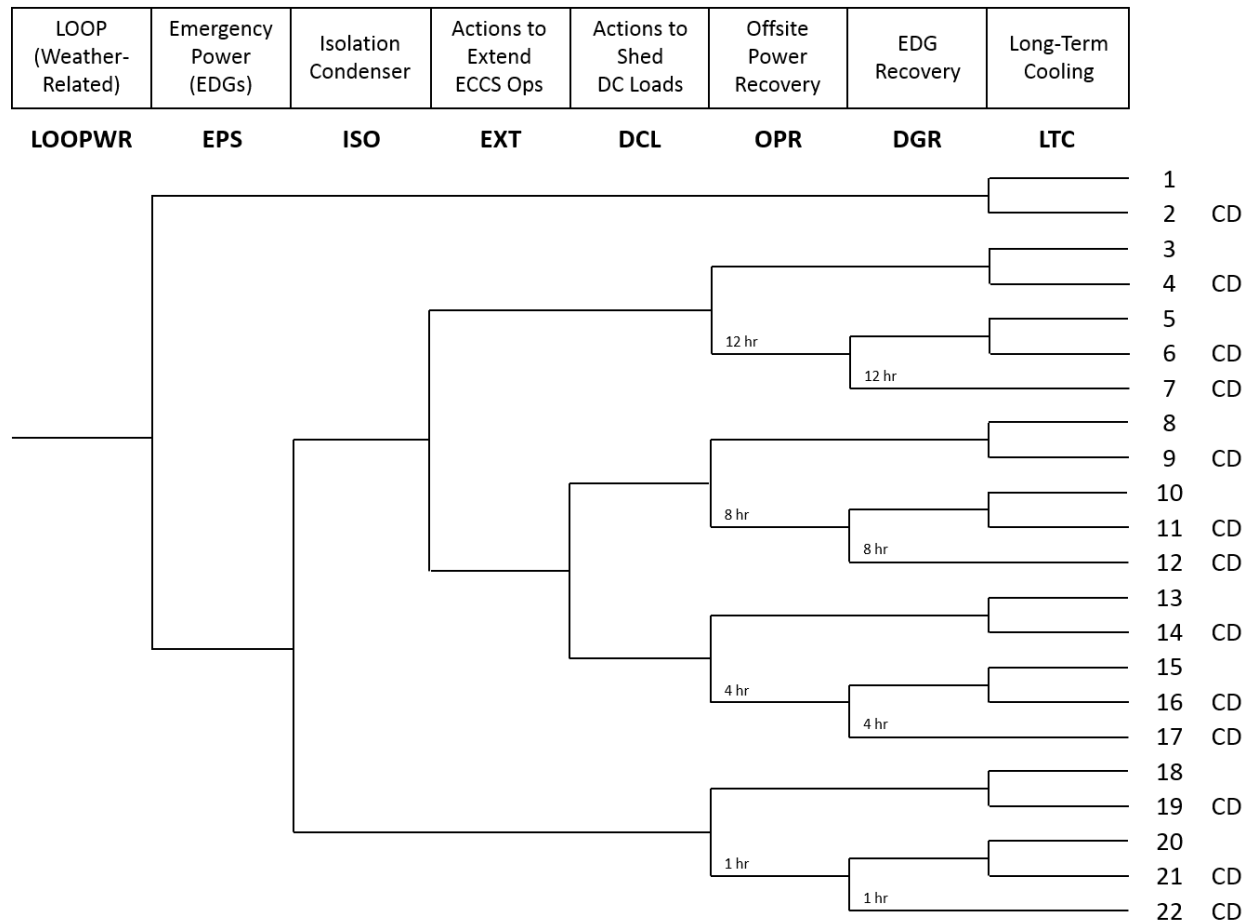 LOOP
(Weather-
Related)
Emergency
Power
(EDGs)
Isolation
Condenser
Actions to
Extend
ECCS Ops
Actions to
Shed
DC Loads
Offsite
Power
Recovery
EDG
Recovery
Long-Term
Cooling
LOOPWR
EPS
ISO
EXT
DCL
OPR
DGR
LTC
1
2 CD
3
4 CD
5
12 hr
6 CD
12 hr
7 CD
8
9 CD
10
8 hr
11 CD
8 hr
12 CD
13
14 CD
15
4 hr
16 CD
4 hr
17 CD
18
19 CD
20
1 hr
21 CD
1 hr
22 CD